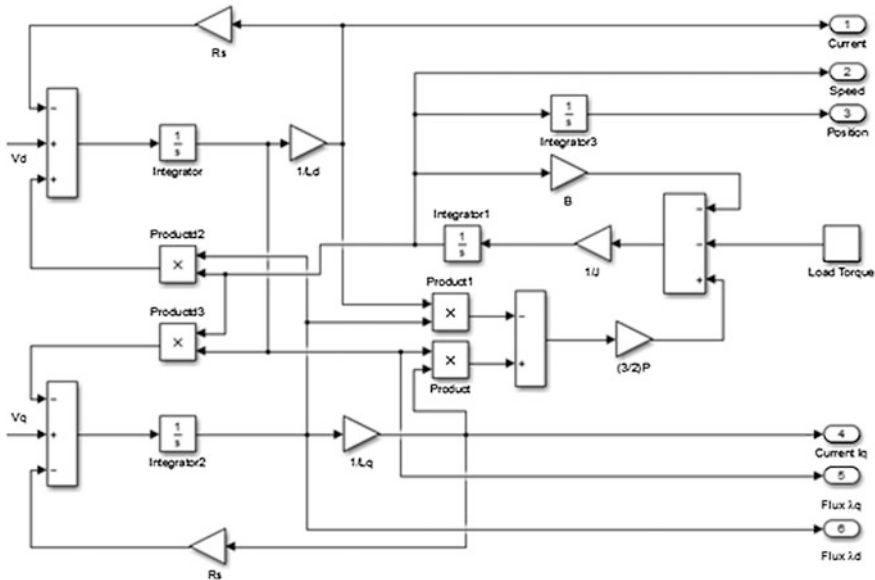 Rs
1
Current
2
Speed
1
s
Integrator3
3
Position
−
+
+
Vd
1
s
Integrator
1/Ld
B
Integrator1
1
s
1/J
−
−
+
Load Torque
Productd2
×
Productd3
×
Product1
×
×
Product
−
+
(3/2)P
−
+
−
Vq
1
s
Integrator2
1/Lq
4
Current Iq
5
Flux λq
6
Flux λd
Rs